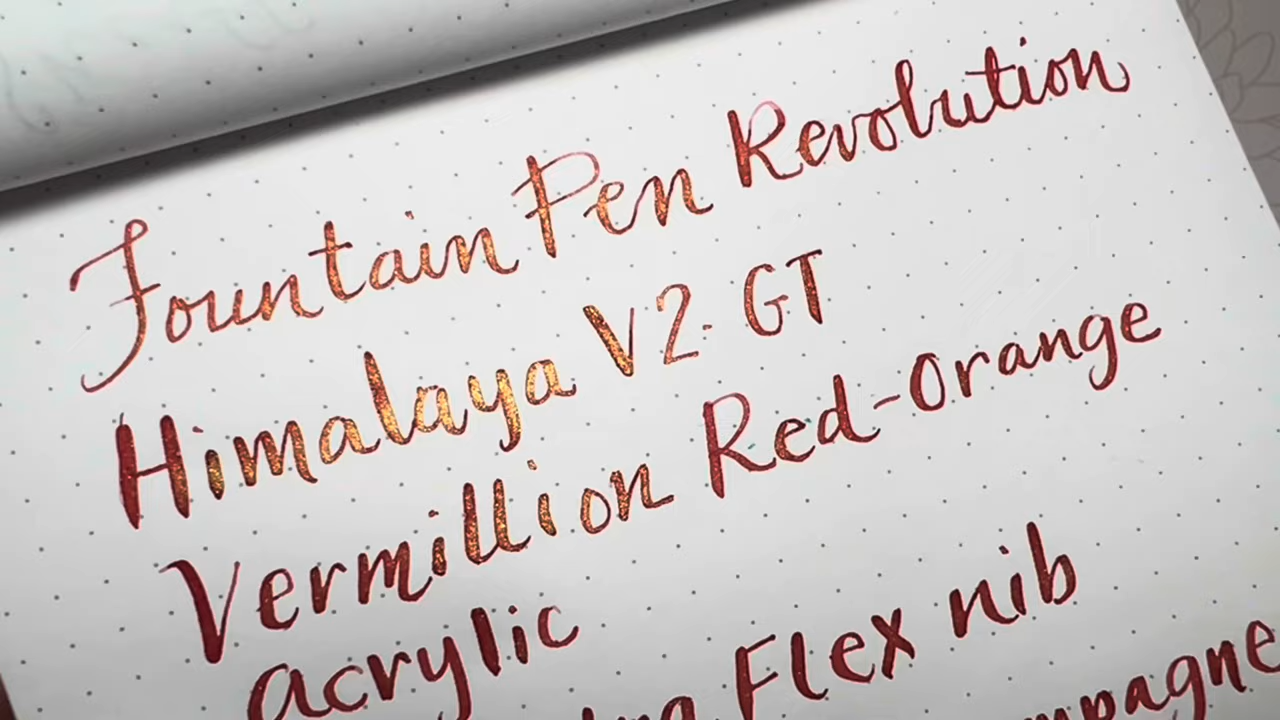 Fountain Pen Revolution
Himalaya V2. GT
Vermillion Red-Orange
acrylic
Flex nib